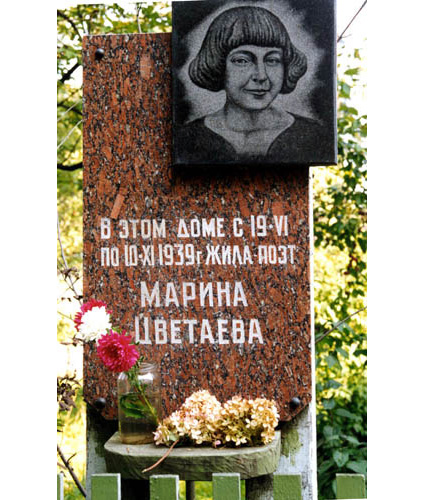 В ЭТОМ ДОМЕ С 19·VI
ПО 10·XI 1939г ЖИЛА ПОЭТ
МАРИНА
ЦВЕТАЕВА